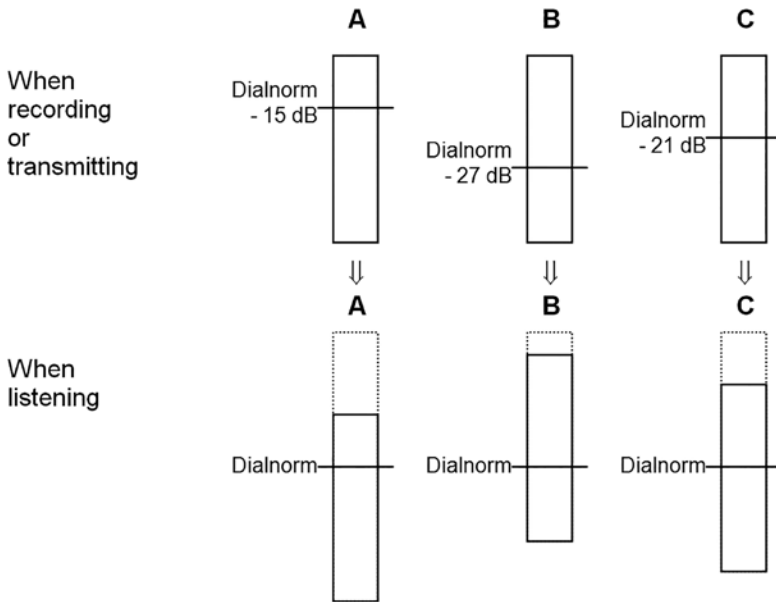 A B C
When
recording
or
transmitting
Dialnorm
- 15 dB
Dialnorm
- 27 dB
Dialnorm
- 21 dB
⇓ ⇓ ⇓
A B C
When
listening
Dialnorm Dialnorm Dialnorm